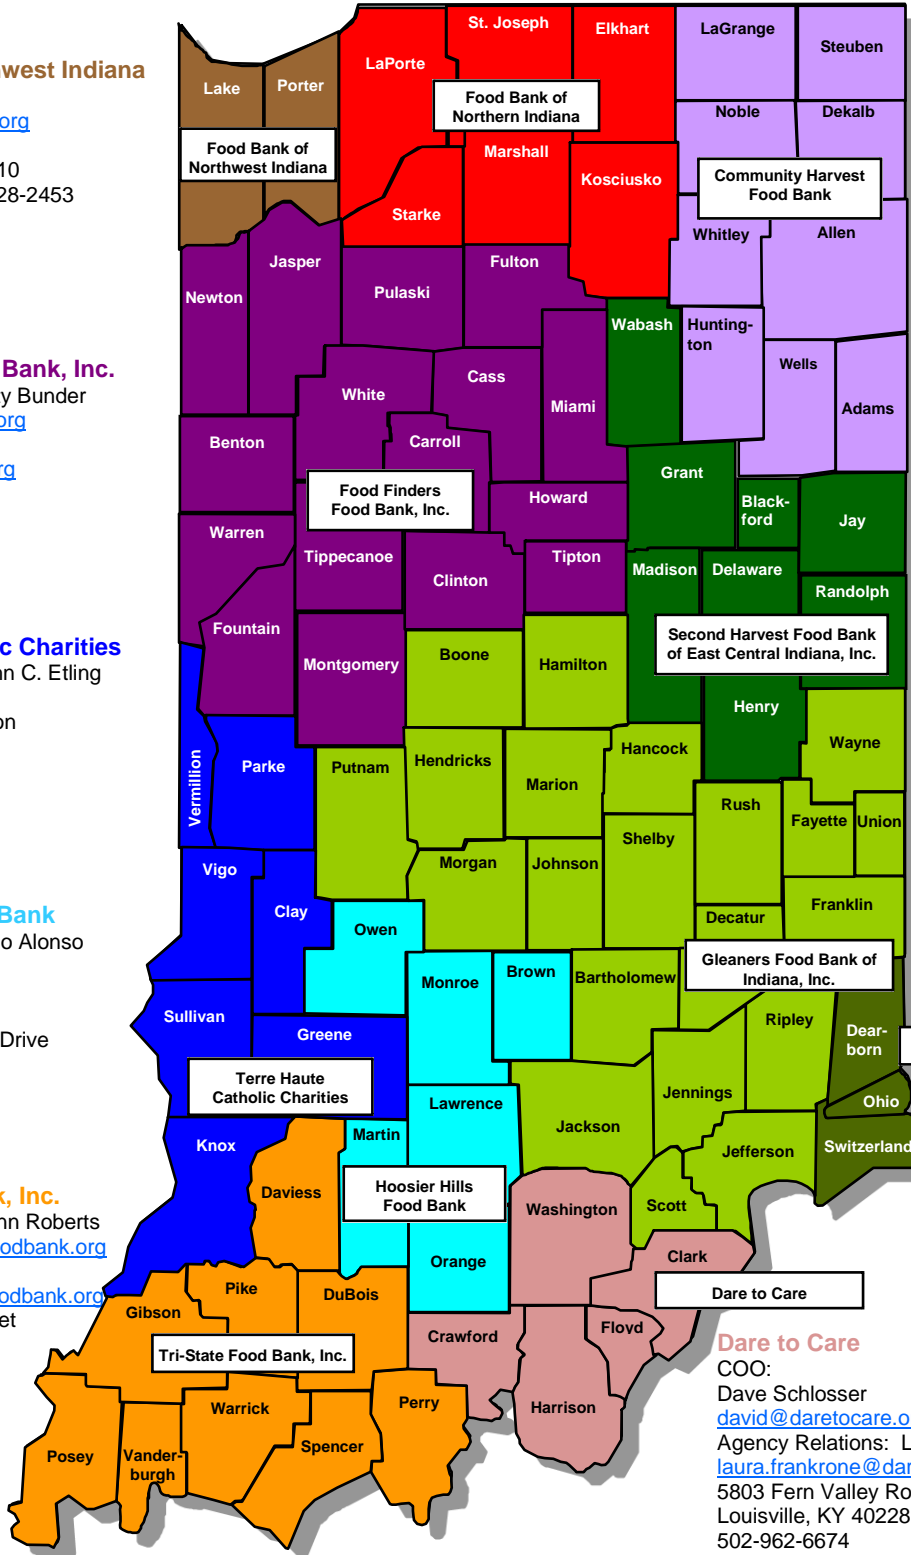 west Indiana
org
10
28-2453
Bank, Inc.
ty Bunder
org
rg
c Charities
nn C. Etling
on
Bank
o Alonso
Drive
k, Inc.
nn Roberts
odbank.org
odbank.org
et
Lake
Porter
LaPorte
St. Joseph
Elkhart
LaGrange
Steuben
Food Bank of
Northwest Indiana
Food Bank of
Northern Indiana
Noble
Dekalb
Marshall
Kosciusko
Starke
Community Harvest
Food Bank
Whitley
Allen
Newton
Jasper
Pulaski
Fulton
Wabash
Hunting-
ton
Wells
Adams
White
Cass
Miami
Benton
Carroll
Grant
Black-
ford
Jay
Food Finders
Food Bank, Inc.
Howard
Warren
Tippecanoe
Clinton
Tipton
Madison
Delaware
Randolph
Fountain
Montgomery
Boone
Hamilton
Second Harvest Food Bank
of East Central Indiana, Inc.
Henry
Wayne
Vermillion
Parke
Putnam
Hendricks
Marion
Hancock
Rush
Fayette
Union
Shelby
Vigo
Clay
Morgan
Johnson
Franklin
Decatur
Owen
Monroe
Brown
Bartholomew
Gleaners Food Bank of
Indiana, Inc.
Sullivan
Greene
Ripley
Dear-
born
Terre Haute
Catholic Charities
Lawrence
Jennings
Ohio
Jackson
Knox
Martin
Jefferson
Switzerland
Daviess
Hoosier Hills
Food Bank
Washington
Scott
Orange
Clark
Pike
DuBois
Gibson
Dare to Care
Crawford
Floyd
Tri-State Food Bank, Inc.
Harrison
Warrick
Perry
Posey
Vander-
burgh
Spencer
Dare to Care
COO:
Dave Schlosser
david@daretocare.o
Agency Relations: L
laura.frankrone@dar
5803 Fern Valley Ro
Louisville, KY 40228
502-962-6674